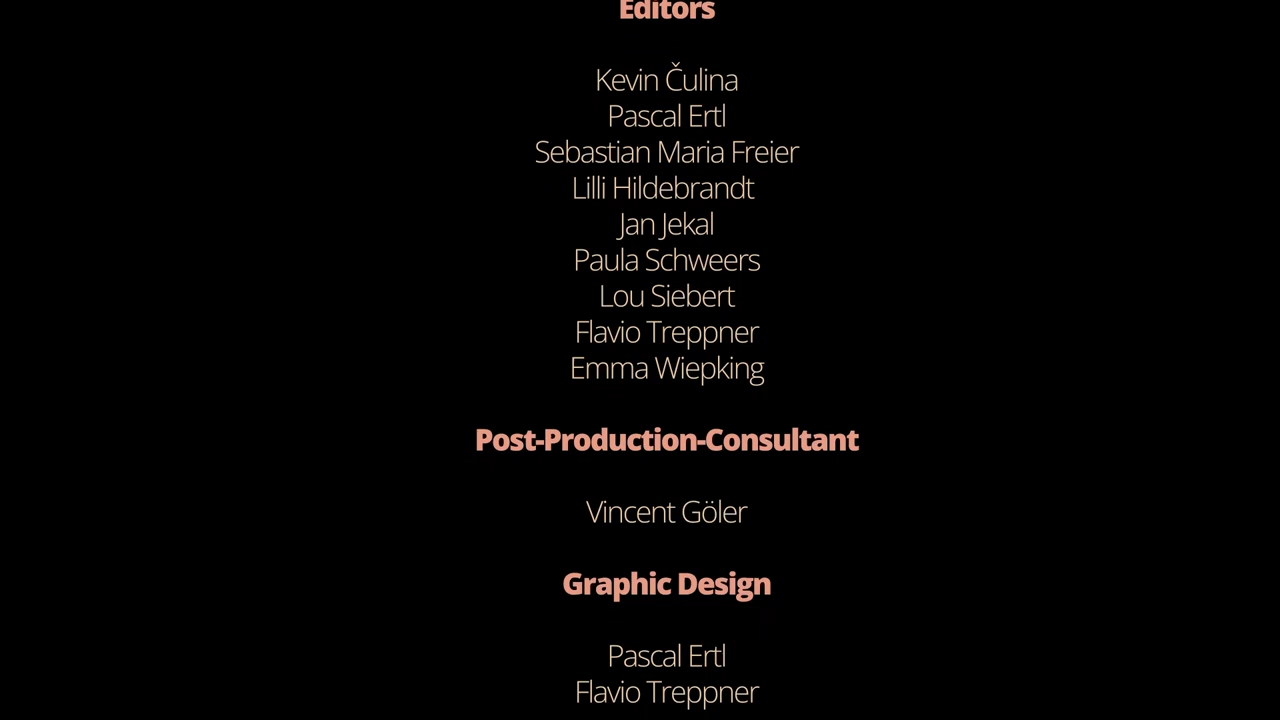 Editors
Kevin Čulina
Pascal Ertl
Sebastian Maria Freier
Lilli Hildebrandt
Jan Jekal
Paula Schweers
Lou Siebert
Flavio Treppner
Emma Wiepking
Post-Production-Consultant
Vincent Göler
Graphic Design
Pascal Ertl
Flavio Treppner